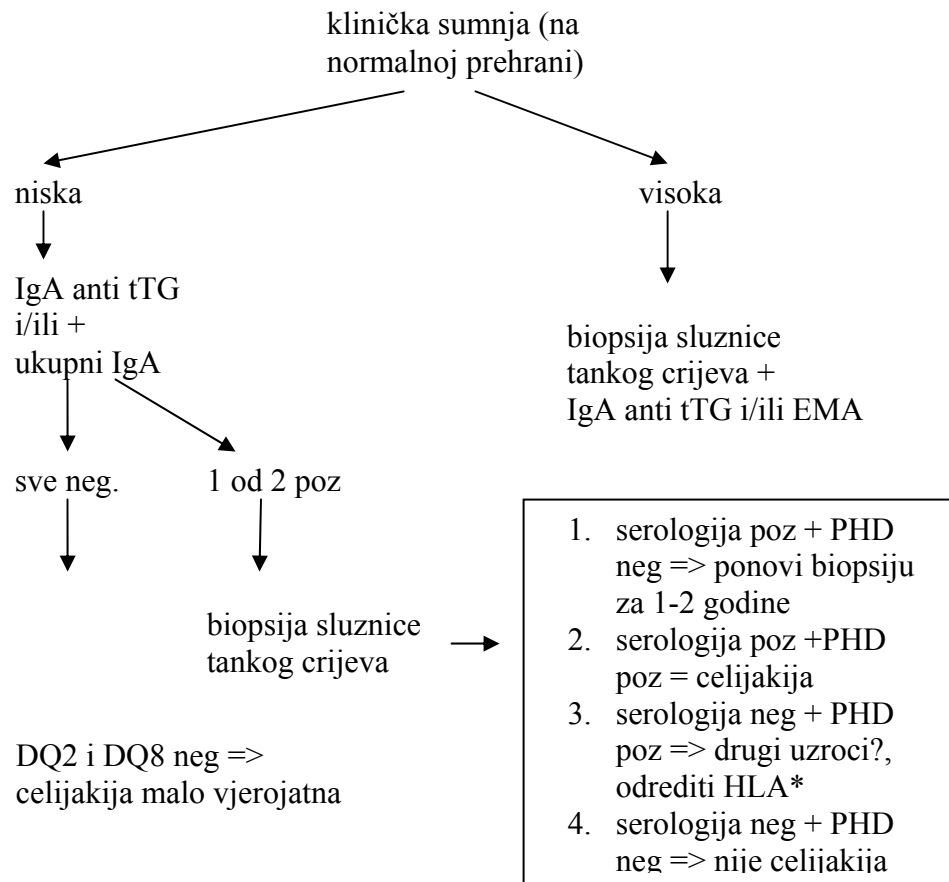 klinička sumnja (na
normalnoj prehrani)
niska
visoka
IgA anti tTG
i/ili +
ukupni IgA
biopsija sluznice
tankog crijeva +
IgA anti tTG i/ili EMA
sve neg.
1 od 2 poz
biopsija sluznice
tankog crijeva
1. serologija poz + PHD
neg => ponovi biopsiju
za 1-2 godine
2. serologija poz +PHD
poz = celijakija
3. serologija neg + PHD
poz => drugi uzroci?,
odrediti HLA*
4. serologija neg + PHD
neg => nije celijakija
DQ2 i DQ8 neg =>
celijakija malo vjerojatna